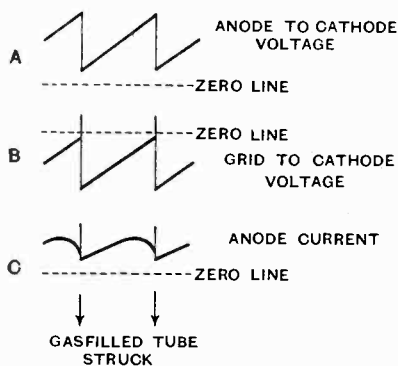 ANODE TO CATHODE
VOLTAGE
A
ZERO LINE
ZERO LINE
B
GRID TO CATHODE
VOLTAGE
ANODE CURRENT
C
ZERO LINE
GASFILLED TUBE
STRUCK